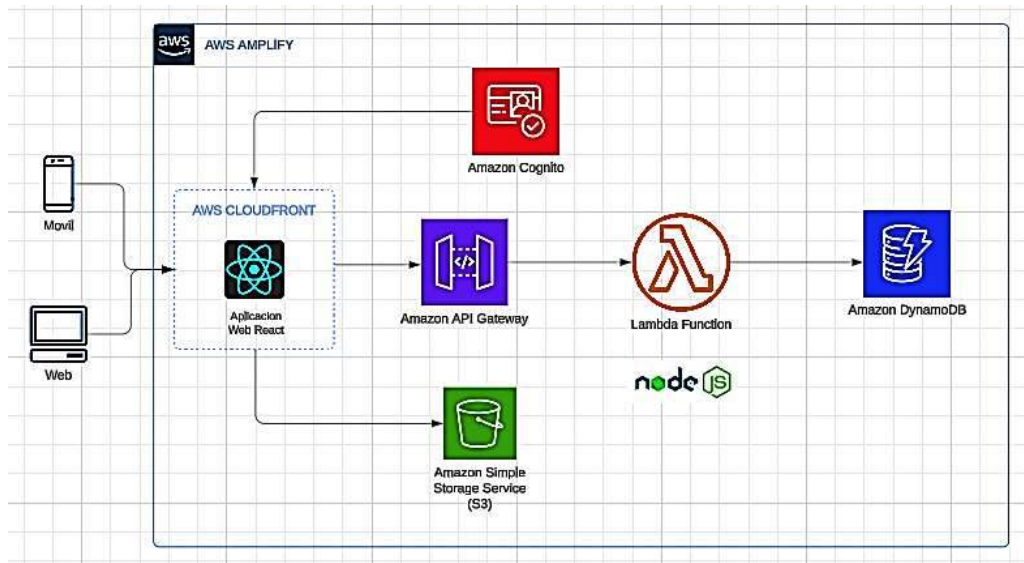 aws
AWS AMPLIFY
Amazon Cognito
Movil
AWS CLOUDFRONT
Aplicacion
Web React
</>
Amazon API Gateway
Lambda Function
Amazon DynamoDB
Web
node JS
Amazon Simple
Storage Service
(S3)